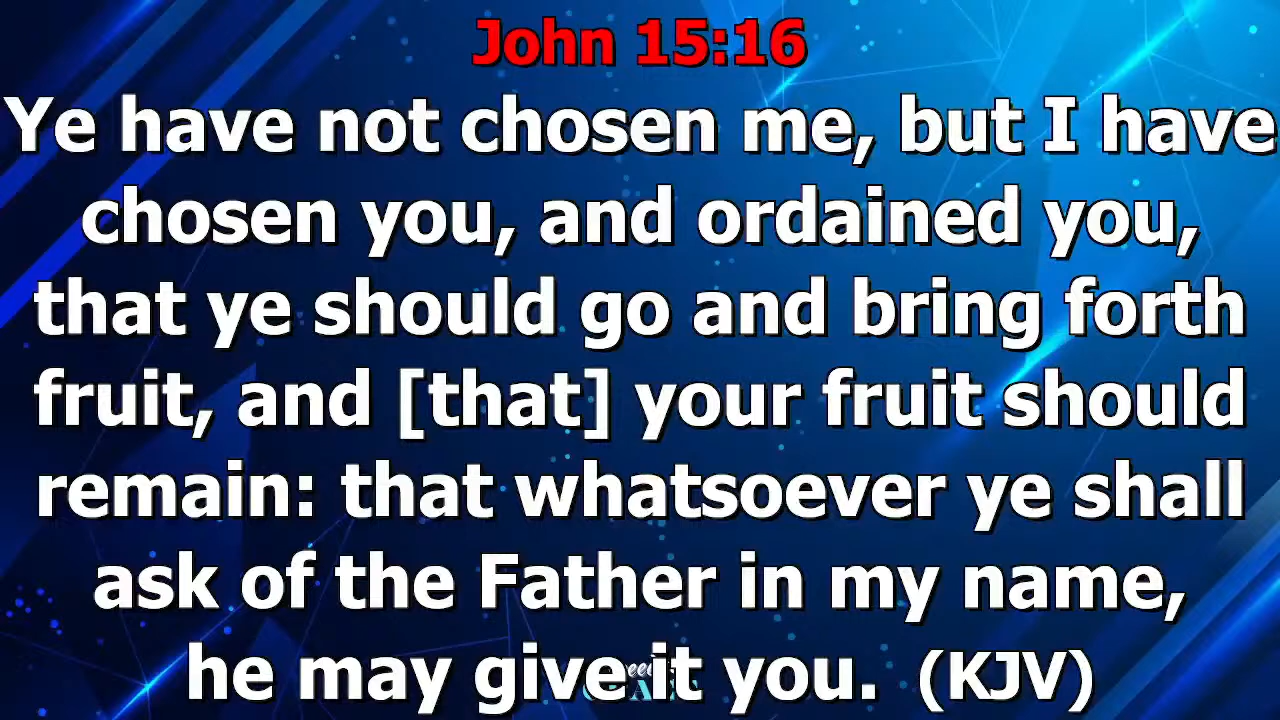 John 15:16
Ye have not chosen me, but I have
chosen you, and ordained you,
that ye should go and bring forth
fruit, and [that] your fruit should
remain: that whatsoever ye shall
ask of the Father in my name,
he may give it you. (KJV)